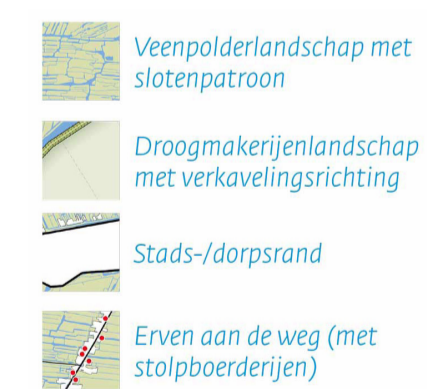 Veenpolderlandschap met
slotenpatroon
Droogmakerijenlandschap
met verkavelingsrichting
Stads-/dorpsrand
Erven aan de weg (met
stolpboerderijen)